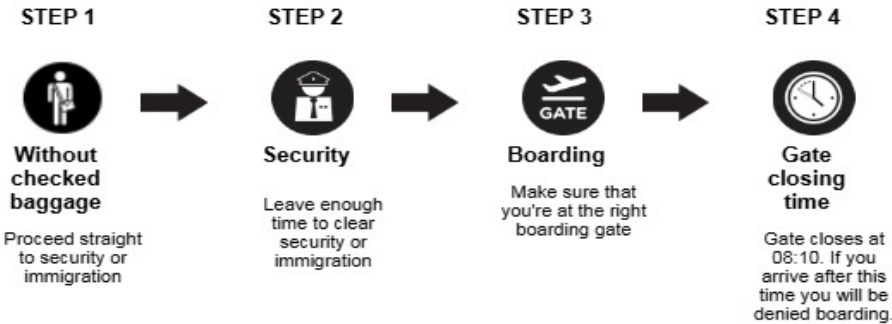 STEP 1
STEP 2
STEP 3
STEP 4
GATE
Without
checked
baggage
Proceed straight
to security or
immigration
Security
Leave enough
time to clear
security or
immigration
Boarding
Make sure that
you're at the right
boarding gate
Gate
closing
time
Gate closes at
08:10. If you
arrive after this
time you will be
denied boarding